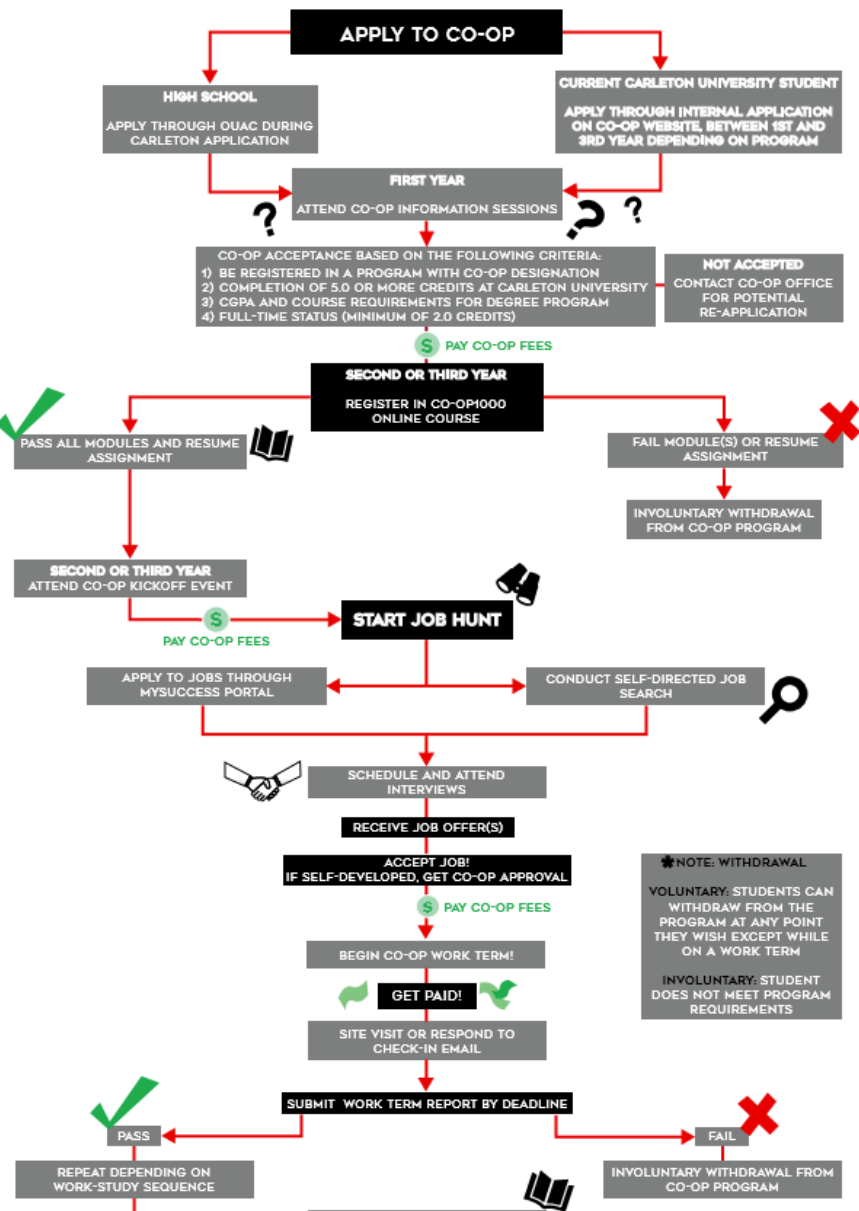 APPLY TO CO-OP
HIGH SCHOOL
APPLY THROUGH OUAC DURING
CARLETON APPLICATION
CURRENT CARLETON UNIVERSITY STUDENT
APPLY THROUGH INTERNAL APPLICATION
ON CO-OP WEBSITE, BETWEEN 1ST AND
3RD YEAR DEPENDING ON PROGRAM
FIRST YEAR
ATTEND CO-OP INFORMATION SESSIONS
? ? ?
CO-OP ACCEPTANCE BASED ON THE FOLLOWING CRITERIA:
1) BE REGISTERED IN A PROGRAM WITH CO-OP DESIGNATION
2) COMPLETION OF 5.0 OR MORE CREDITS AT CARLETON UNIVERSITY
3) CGPA AND COURSE REQUIREMENTS FOR DEGREE PROGRAM
4) FULL-TIME STATUS (MINIMUM OF 2.0 CREDITS)
NOT ACCEPTED
CONTACT CO-OP OFFICE
FOR POTENTIAL
RE-APPLICATION
$ PAY CO-OP FEES
SECOND OR THIRD YEAR
REGISTER IN CO-OP1000
ONLINE COURSE
PASS ALL MODULES AND RESUME
ASSIGNMENT
FAIL MODULE(S) OR RESUME
ASSIGNMENT
INVOLUNTARY WITHDRAWAL
FROM CO-OP PROGRAM
SECOND OR THIRD YEAR
ATTEND CO-OP KICKOFF EVENT
$
PAY CO-OP FEES
START JOB HUNT
APPLY TO JOBS THROUGH
MYSUCCESS PORTAL
CONDUCT SELF-DIRECTED JOB
SEARCH
SCHEDULE AND ATTEND
INTERVIEWS
RECEIVE JOB OFFER(S)
ACCEPT JOB!
IF SELF-DEVELOPED, GET CO-OP APPROVAL
$ PAY CO-OP FEES
BEGIN CO-OP WORK TERM!
GET PAID!
SITE VISIT OR RESPOND TO
CHECK-IN EMAIL
*NOTE: WITHDRAWAL
VOLUNTARY: STUDENTS CAN
WITHDRAW FROM THE
PROGRAM AT ANY POINT
THEY WISH EXCEPT WHILE
ON A WORK TERM
INVOLUNTARY: STUDENT
DOES NOT MEET PROGRAM
REQUIREMENTS
SUBMIT WORK TERM REPORT BY DEADLINE
PASS
FAIL
REPEAT DEPENDING ON
WORK-STUDY SEQUENCE
INVOLUNTARY WITHDRAWAL FROM
CO-OP PROGRAM